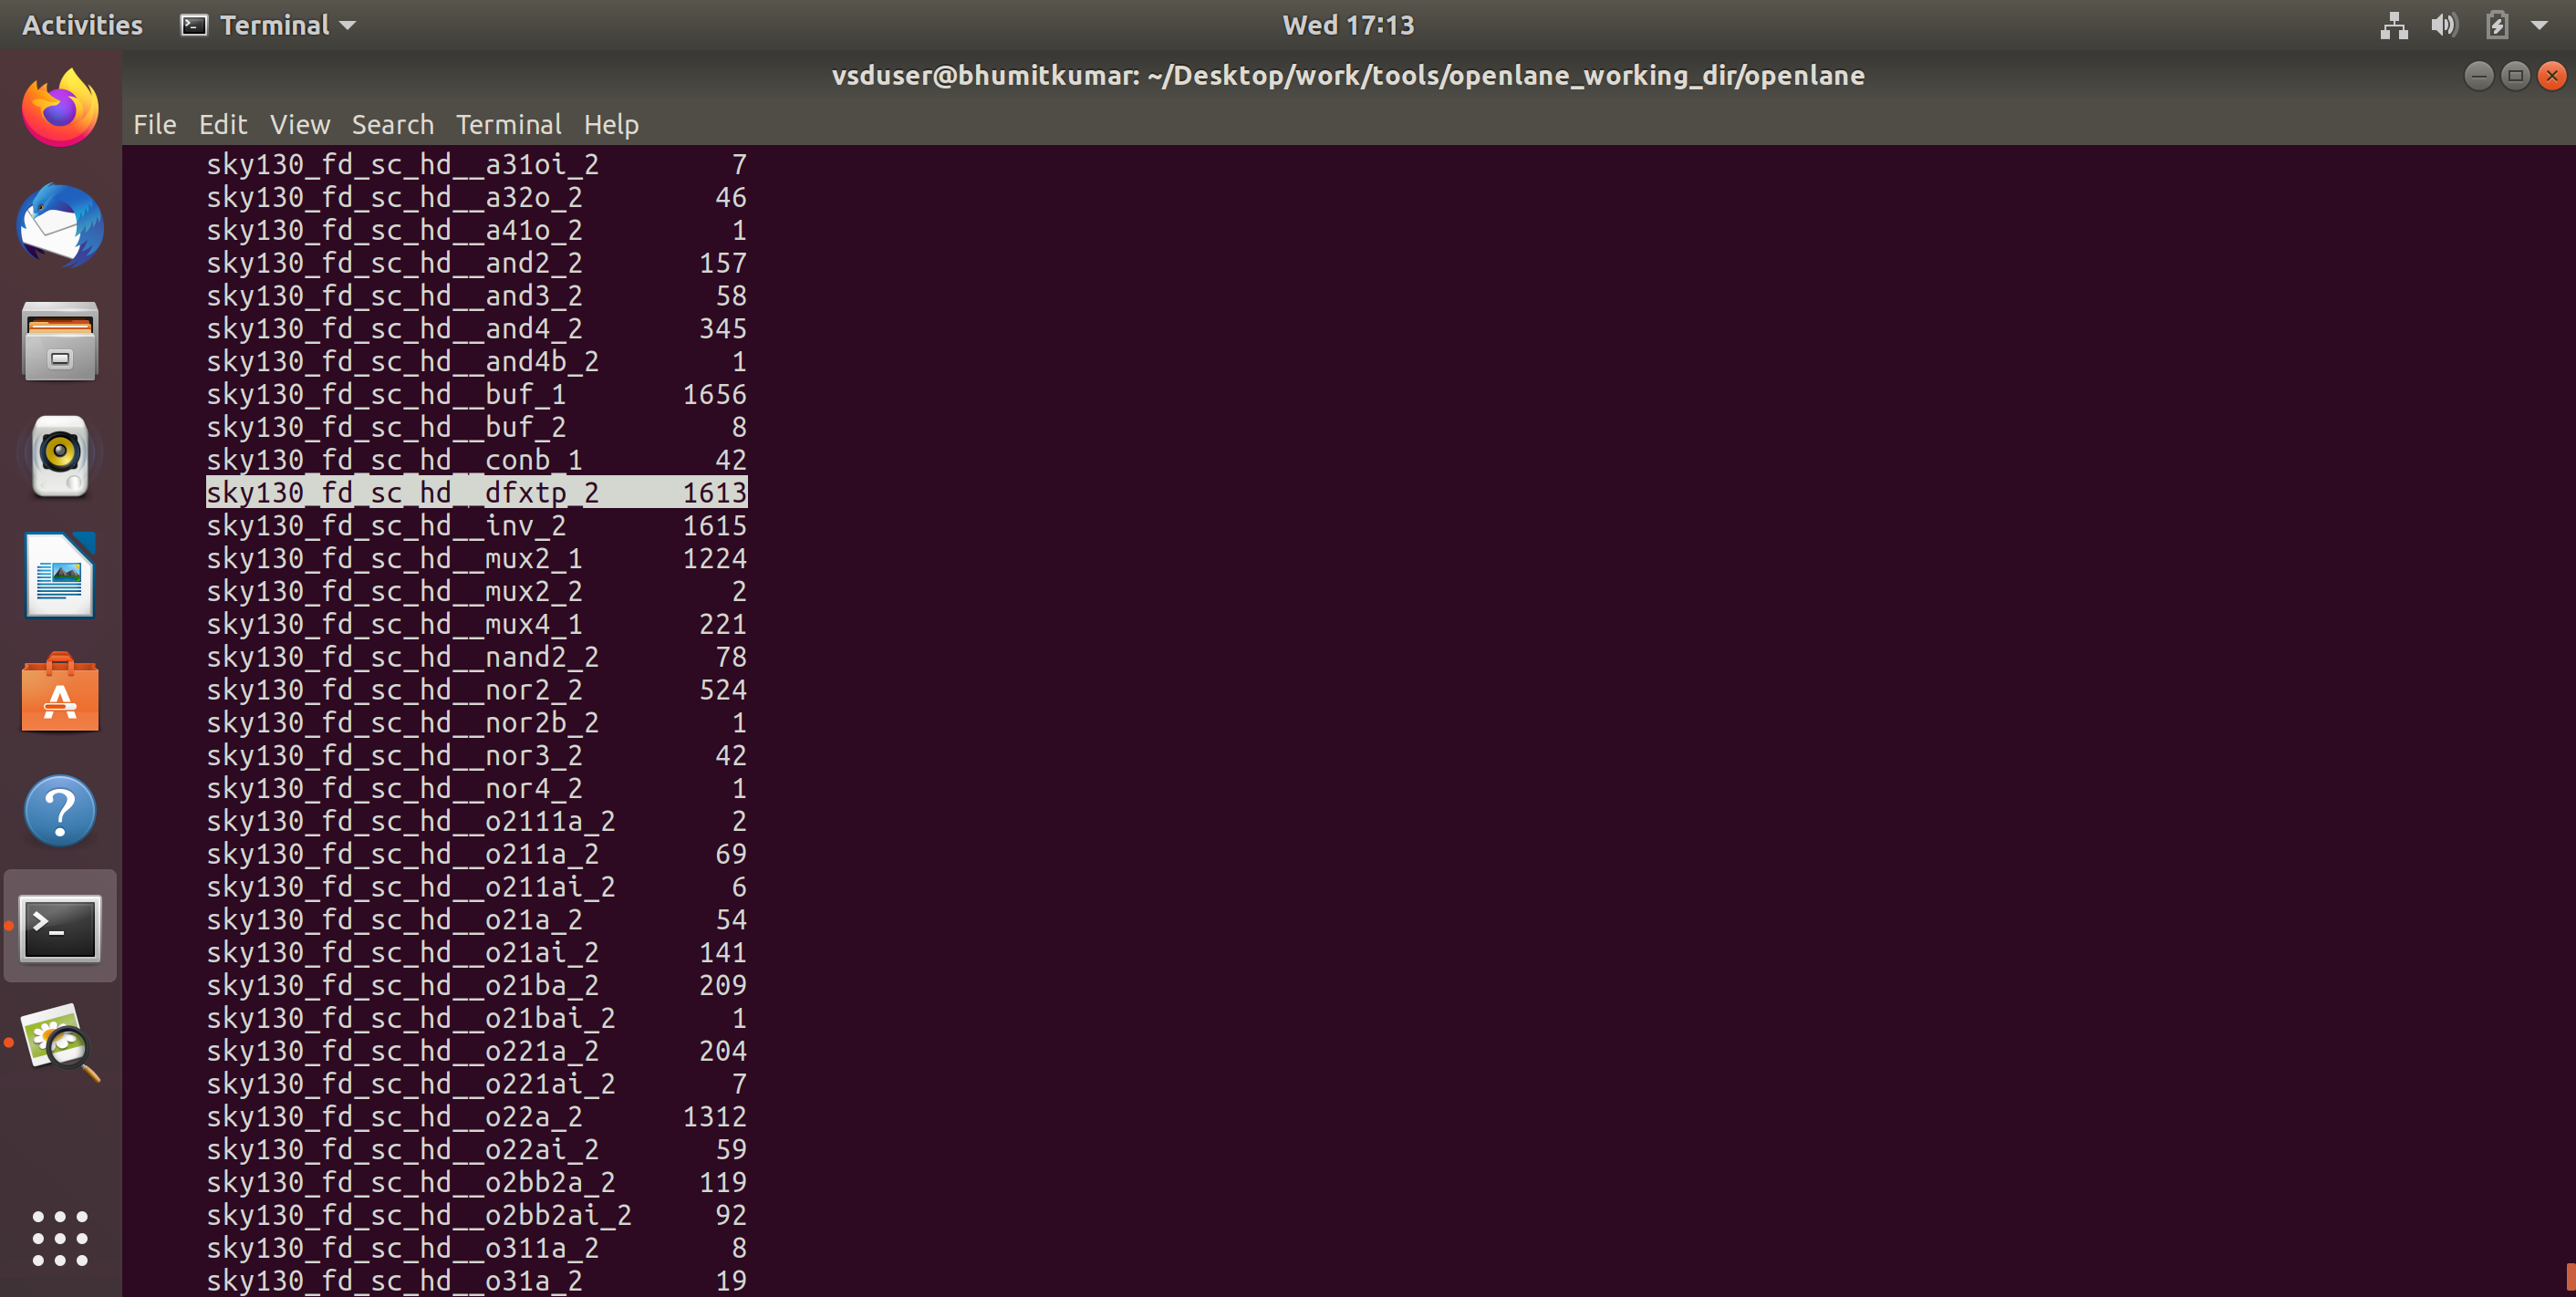 Activities Terminal Wed 17:13
vsduser@bhumitkumar: ~/Desktop/work/tools/openlane_working_dir/openlane
File Edit View Search Terminal Help
sky130_fd_sc_hd__a31oi_2 7
sky130_fd_sc_hd__a32o_2 46
sky130_fd_sc_hd__a41o_2 1
sky130_fd_sc_hd__and2_2 157
sky130_fd_sc_hd__and3_2 58
sky130_fd_sc_hd__and4_2 345
sky130_fd_sc_hd__and4b_2 1
sky130_fd_sc_hd__buf_1 1656
sky130_fd_sc_hd__buf_2 8
sky130_fd_sc_hd__conb_1 42
sky130_fd_sc_hd__dfxtp_2 1613
sky130_fd_sc_hd__inv_2 1615
sky130_fd_sc_hd__mux2_1 1224
sky130_fd_sc_hd__mux2_2 2
sky130_fd_sc_hd__mux4_1 221
sky130_fd_sc_hd__nand2_2 78
sky130_fd_sc_hd__nor2_2 524
sky130_fd_sc_hd__nor2b_2 1
sky130_fd_sc_hd__nor3_2 42
sky130_fd_sc_hd__nor4_2 1
sky130_fd_sc_hd__o2111a_2 2
sky130_fd_sc_hd__o211a_2 69
sky130_fd_sc_hd__o211ai_2 6
sky130_fd_sc_hd__o21a_2 54
sky130_fd_sc_hd__o21ai_2 141
sky130_fd_sc_hd__o21ba_2 209
sky130_fd_sc_hd__o21bai_2 1
sky130_fd_sc_hd__o221a_2 204
sky130_fd_sc_hd__o221ai_2 7
sky130_fd_sc_hd__o22a_2 1312
sky130_fd_sc_hd__o22ai_2 59
sky130_fd_sc_hd__o2bb2a_2 119
sky130_fd_sc_hd__o2bb2ai_2 92
sky130_fd_sc_hd__o311a_2 8
sky130_fd_sc_hd__o31a_2 19